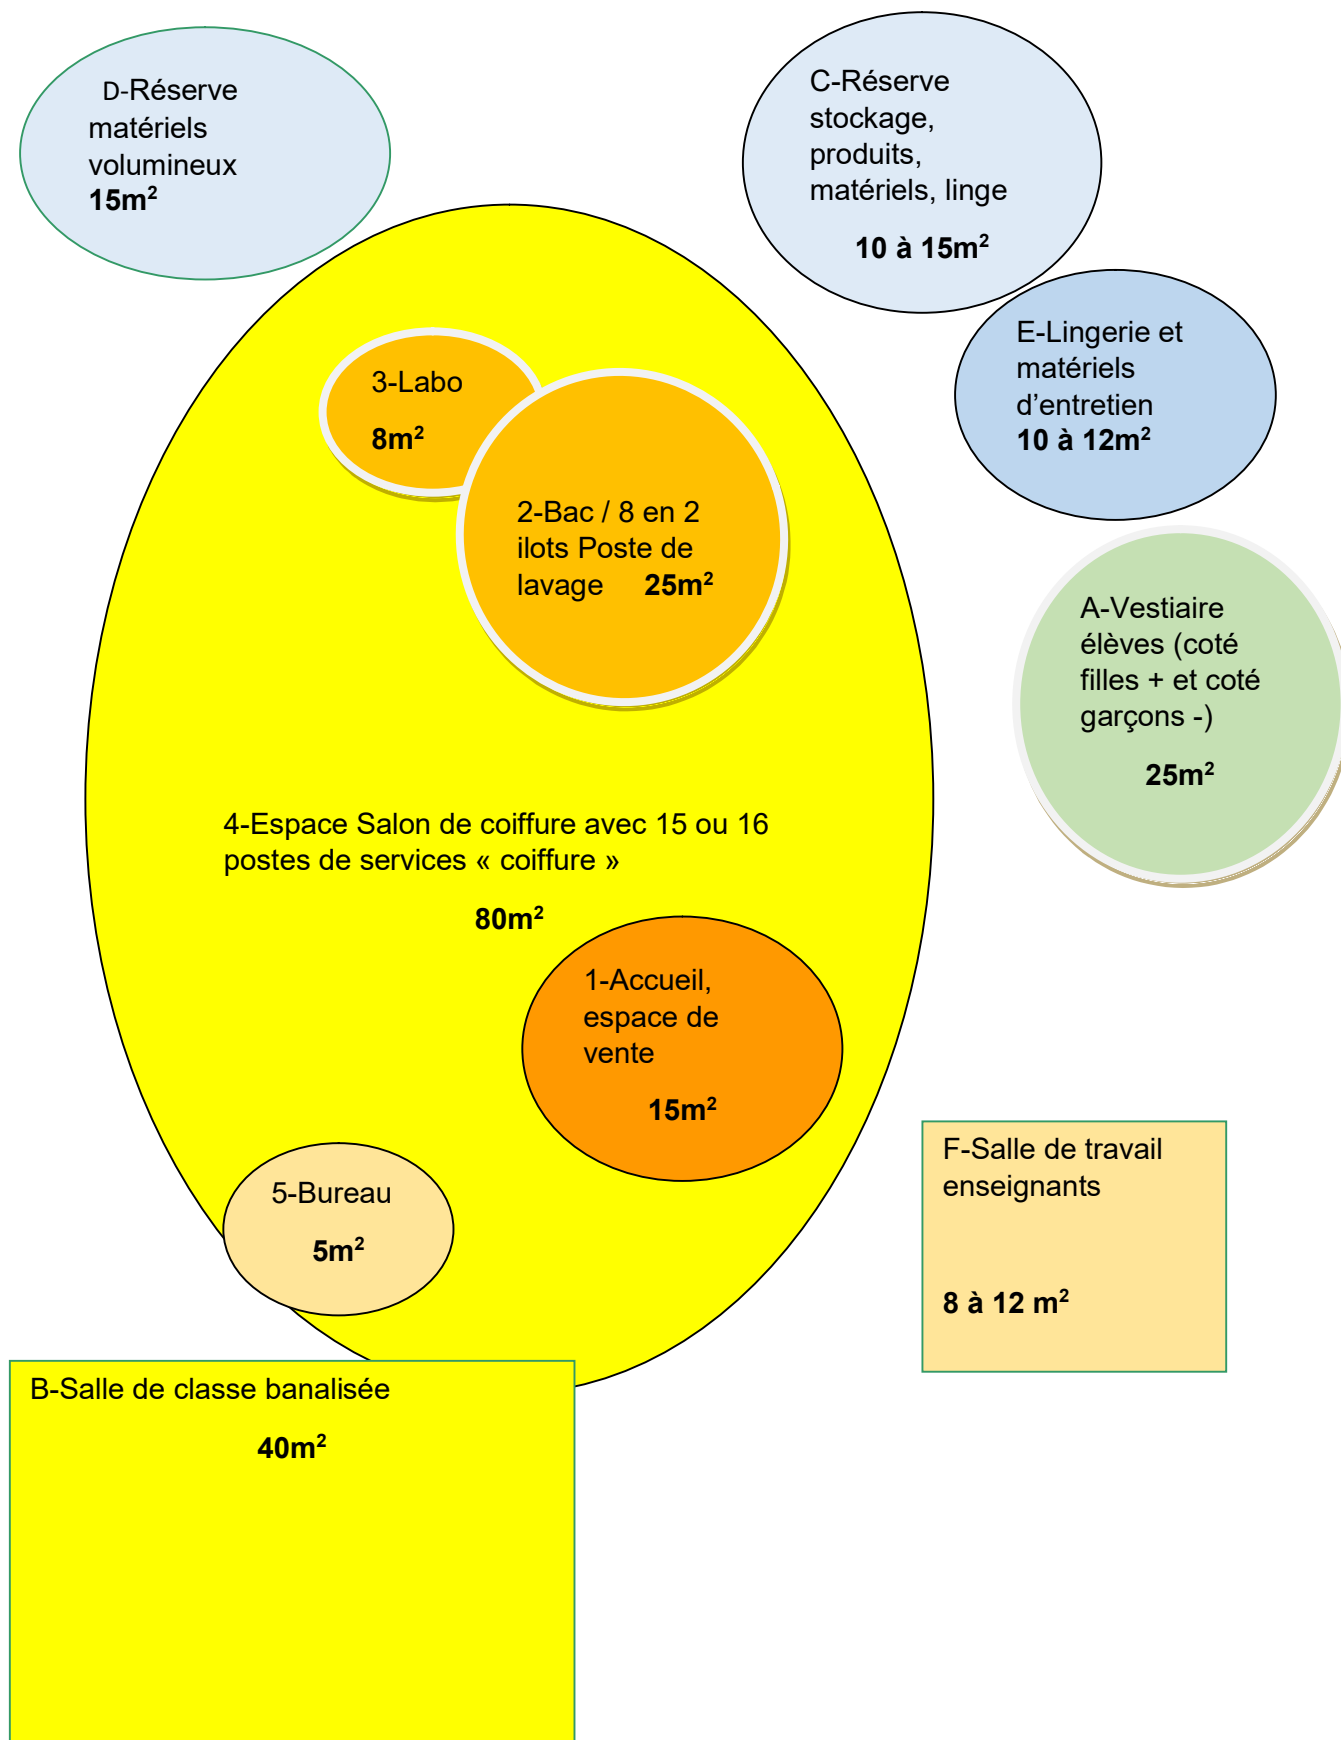 D-Réserve
matériels
volumineux
15m²
C-Réserve
stockage,
produits,
matériels, linge
10 à 15m²
E-Lingerie et
matériels
d’entretien
10 à 12m²
3-Labo
8m²
2-Bac / 8 en 2
ilots Poste de
lavage 25m²
A-Vestiaire
élèves (coté
filles + et coté
garçons -)
25m²
4-Espace Salon de coiffure avec 15 ou 16
postes de services « coiffure »
80m²
1-Accueil,
espace de
vente
15m²
5-Bureau
5m²
F-Salle de travail
enseignants
8 à 12 m²
B-Salle de classe banalisée
40m²